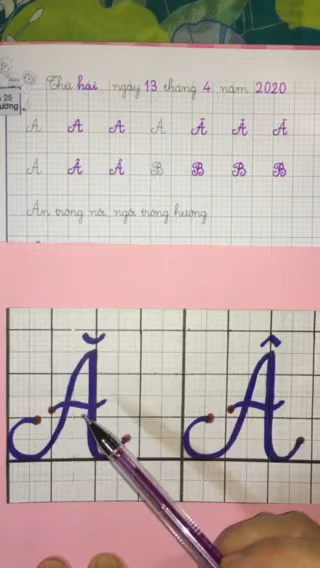 Thứ hai ngày 13 tháng 4 năm 2020
A A A Ă Ă Ă Ă
Â Â Â B B B B
Ăn trông nồi, ngồi trông hướng
Ă Â